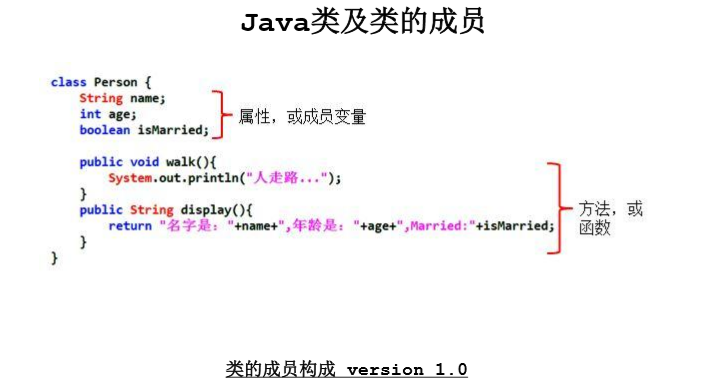 Java类及类的成员
class Person {
String name;
int age;
boolean isMarried;
属性，或成员变量
public void walk(){
System.out.println("人走路...");
}
public String display(){
return "名字是："+name+",年龄是："+age+",Married:"+isMarried;
}
}
方法，或
函数
类的成员构成 version 1.0